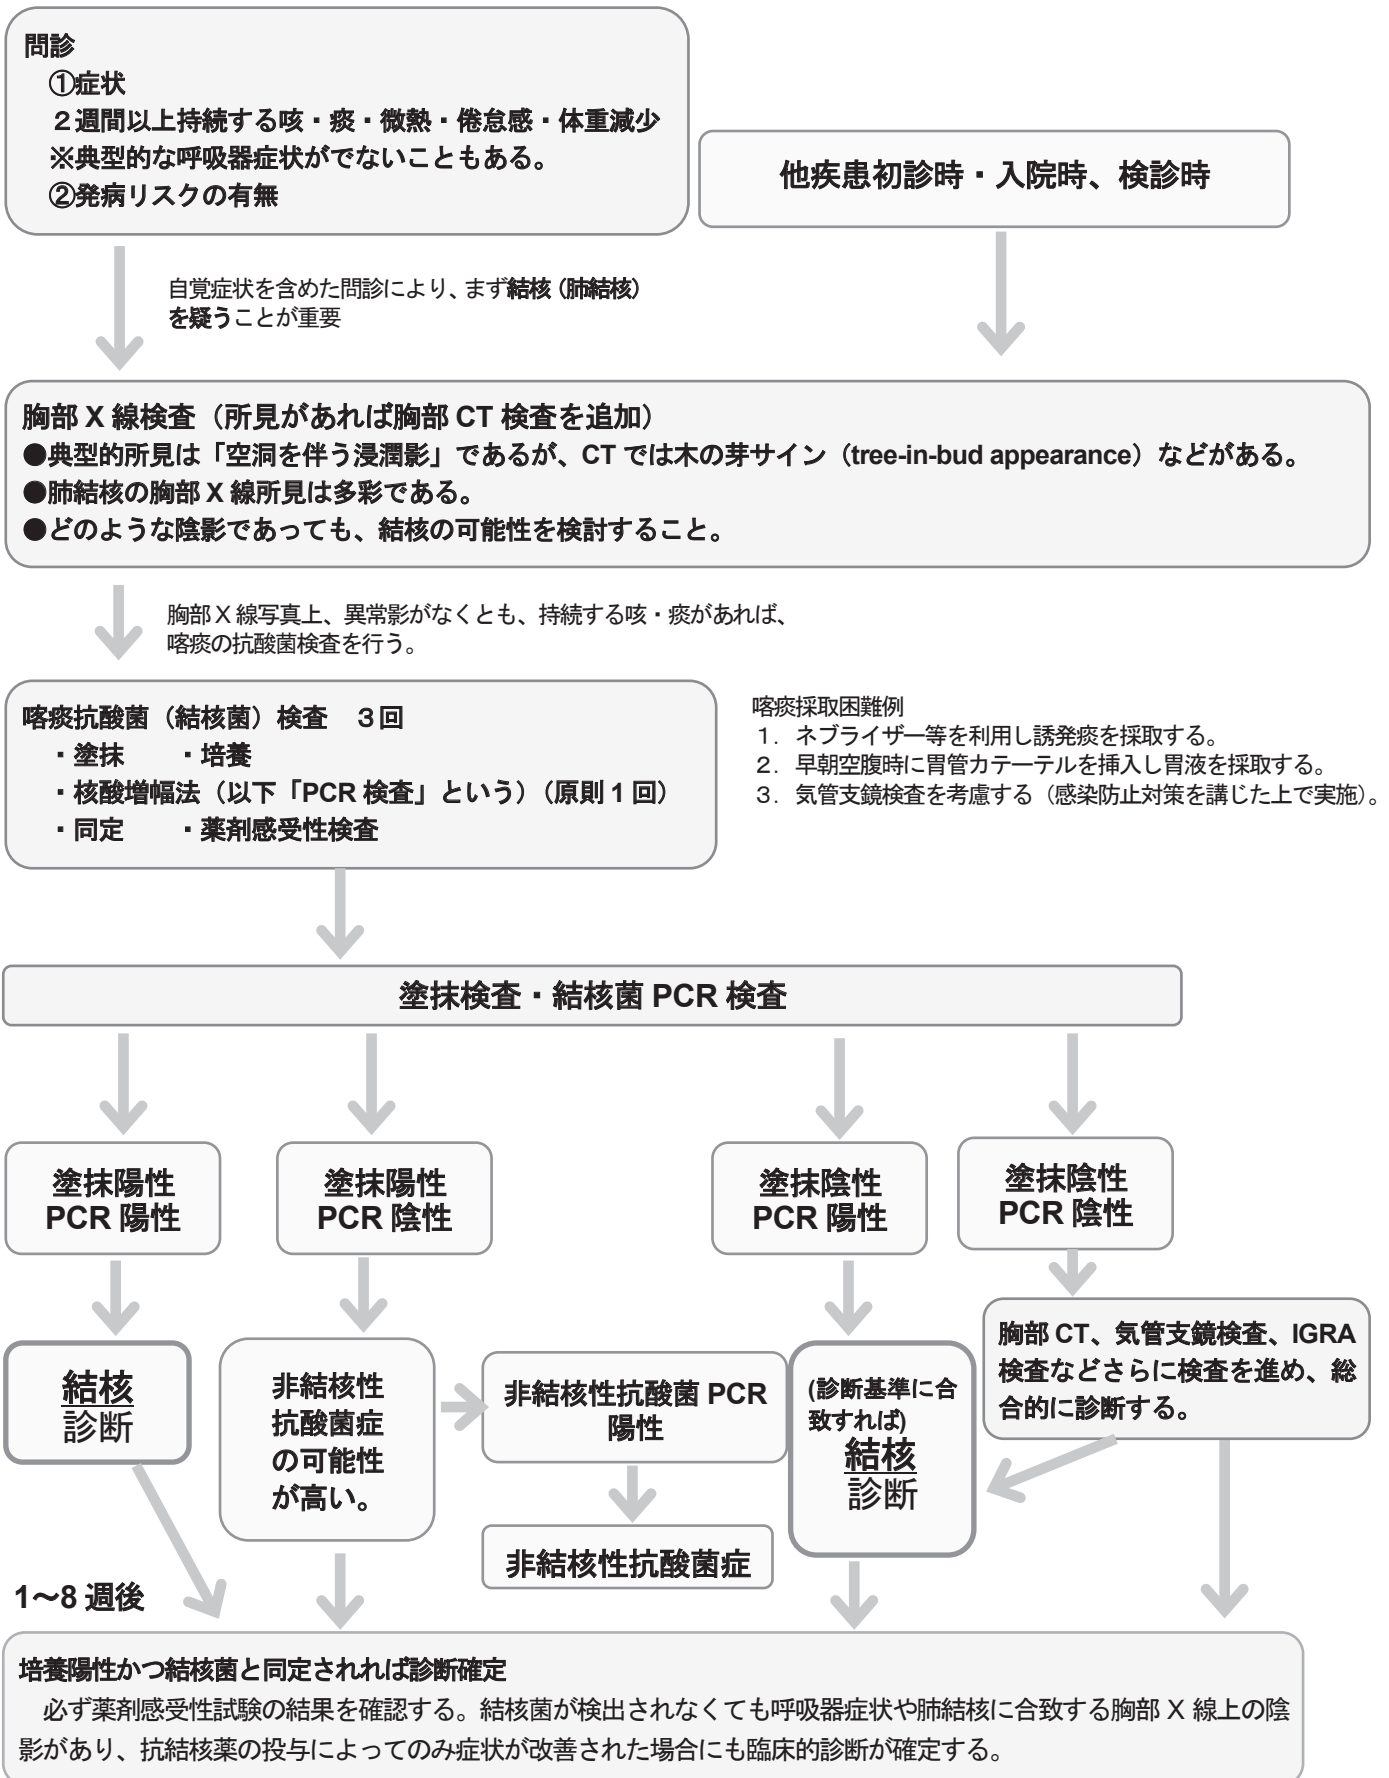 問診
①症状
２週間以上持続する咳・痰・微熱・倦怠感・体重減少
※典型的な呼吸器症状がでないこともある。
②発病リスクの有無
他疾患初診時・入院時、検診時
自覚症状を含めた問診により、まず結核（肺結核）
を疑うことが重要
胸部 X 線検査（所見があれば胸部 CT 検査を追加）
●典型的所見は「空洞を伴う浸潤影」であるが、CT では木の芽サイン（tree-in-bud appearance）などがある。
●肺結核の胸部 X 線所見は多彩である。
●どのような陰影であっても、結核の可能性を検討すること。
胸部 X 線写真上、異常影がなくとも、持続する咳・痰があれば、
喀痰の抗酸菌検査を行う。
喀痰抗酸菌（結核菌）検査　３回
・塗抹　　・培養
・核酸増幅法（以下「PCR 検査」という）（原則 1 回）
・同定　　・薬剤感受性検査
喀痰採取困難例
１．ネブライザー等を利用し誘発痰を採取する。
２．早朝空腹時に胃管カテーテルを挿入し胃液を採取する。
３．気管支鏡検査を考慮する（感染防止対策を講じた上で実施）。
塗抹検査・結核菌 PCR 検査
塗抹陽性
PCR 陽性
塗抹陽性
PCR 陰性
塗抹陰性
PCR 陽性
塗抹陰性
PCR 陰性
結核
診断
非結核性
抗酸菌症
の可能性
が高い。
非結核性抗酸菌 PCR
陽性
非結核性抗酸菌症
(診断基準に合
致すれば)
結核
診断
胸部 CT、気管支鏡検査、IGRA
検査などさらに検査を進め、総
合的に診断する。
1〜8 週後
培養陽性かつ結核菌と同定されれば診断確定
必ず薬剤感受性試験の結果を確認する。結核菌が検出されなくても呼吸器症状や肺結核に合致する胸部 X 線上の陰
影があり、抗結核薬の投与によってのみ症状が改善された場合にも臨床的診断が確定する。